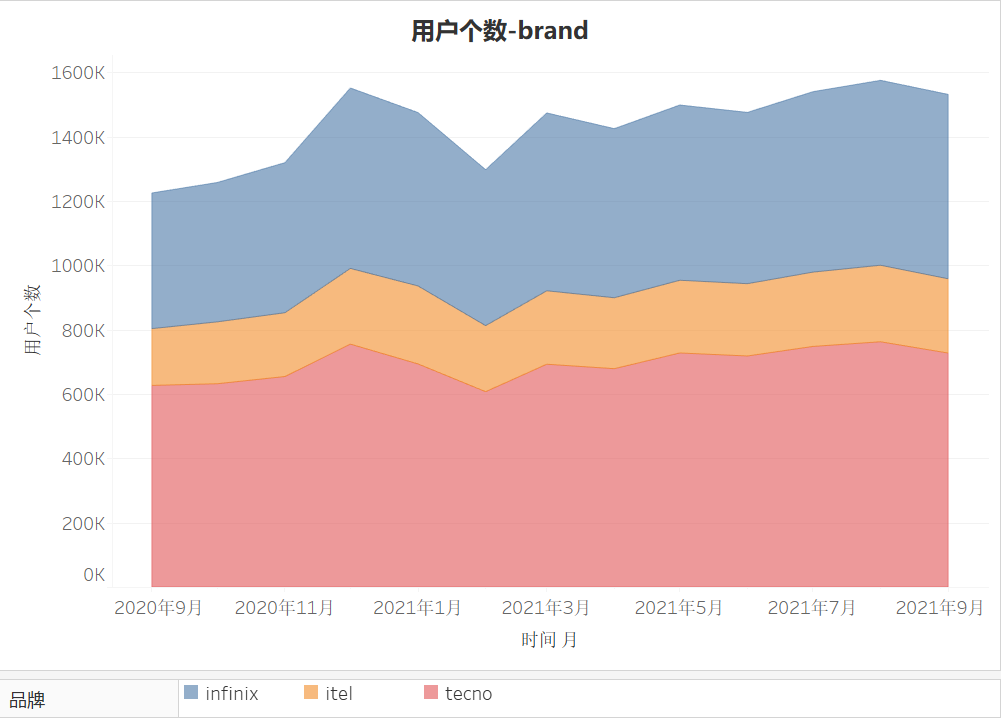 用户个数-brand
1600K
1400K
1200K
1000K
800K
600K
400K
200K
0K
用户个数
2020年9月 2020年11月 2021年1月 2021年3月 2021年5月 2021年7月 2021年9月
时间 月
品牌 infinix itel tecno